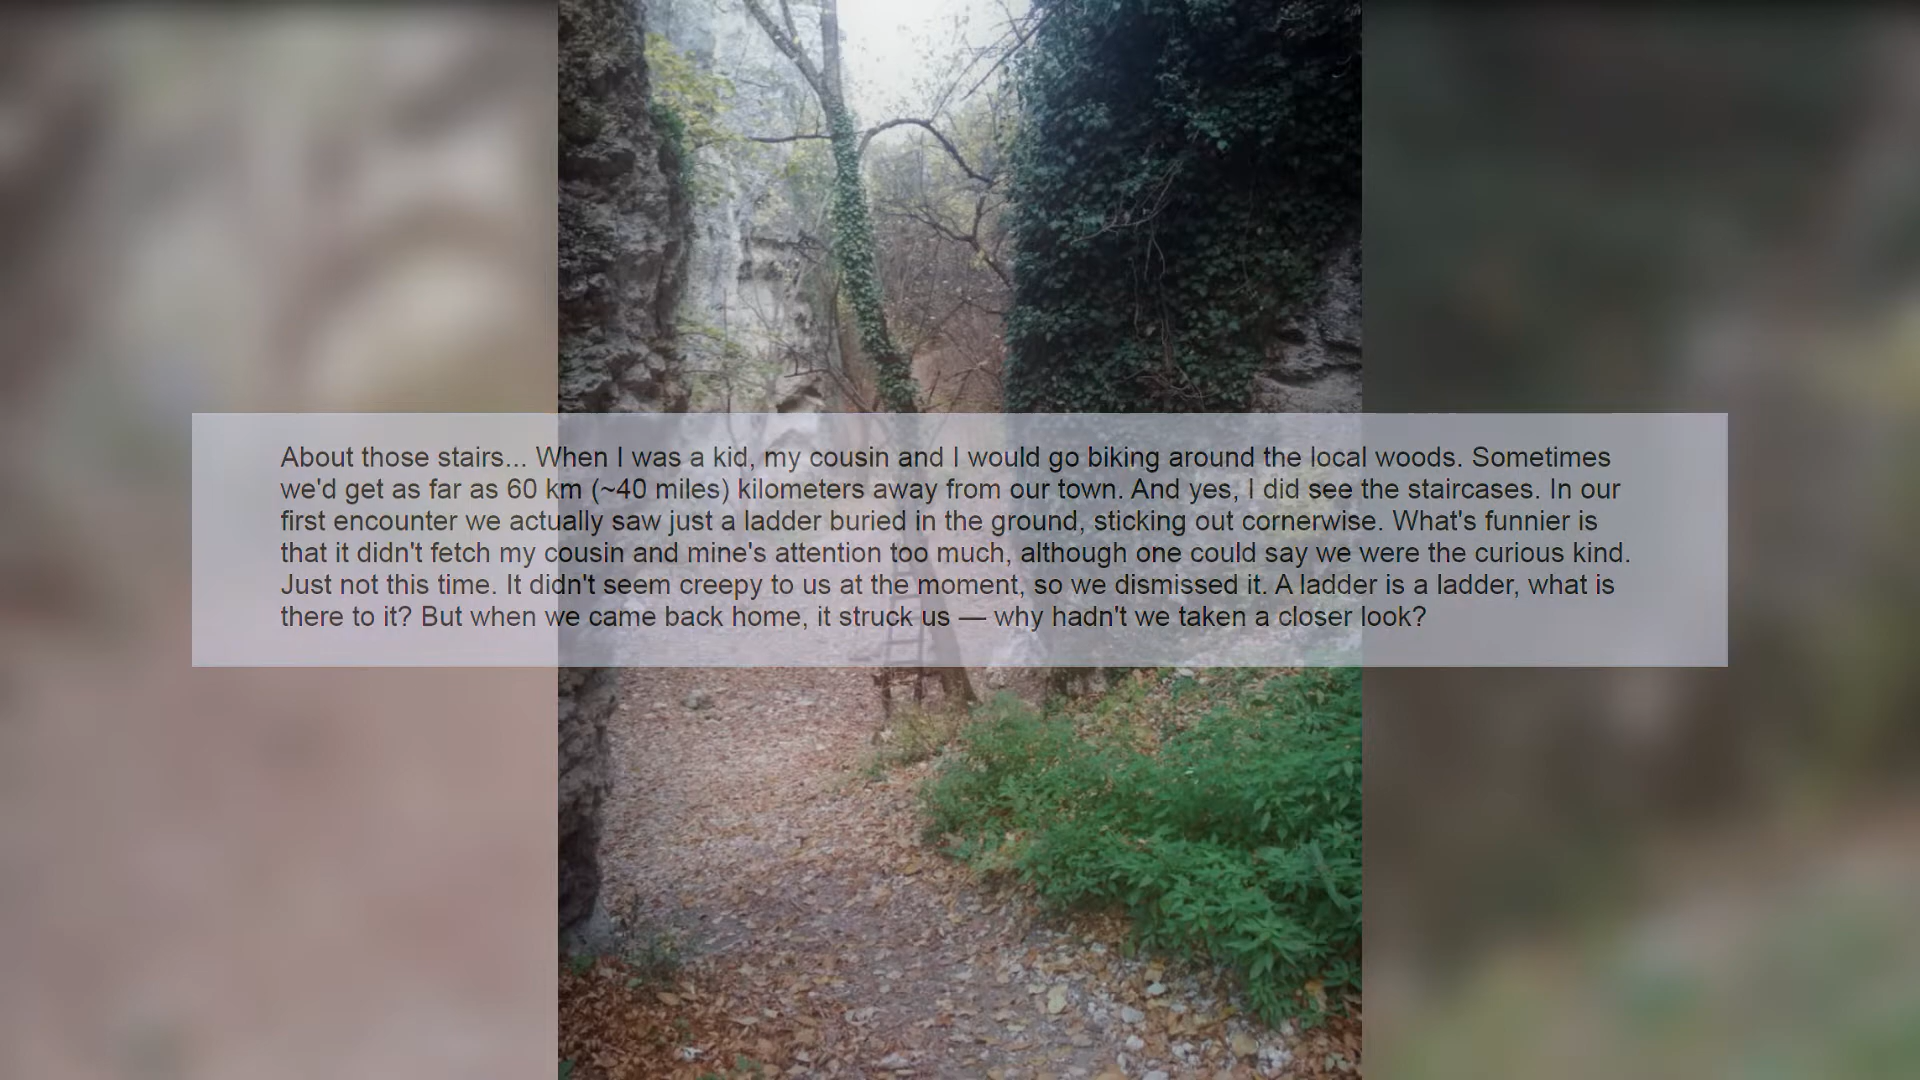 About those stairs... When I was a kid, my cousin and I would go biking around the local woods. Sometimes
we'd get as far as 60 km (~40 miles) kilometers away from our town. And yes, I did see the staircases. In our
first encounter we actually saw just a ladder buried in the ground, sticking out cornerwise. What's funnier is
that it didn't fetch my cousin and mine's attention too much, although one could say we were the curious kind.
Just not this time. It didn't seem creepy to us at the moment, so we dismissed it. A ladder is a ladder, what is
there to it? But when we came back home, it struck us — why hadn't we taken a closer look?